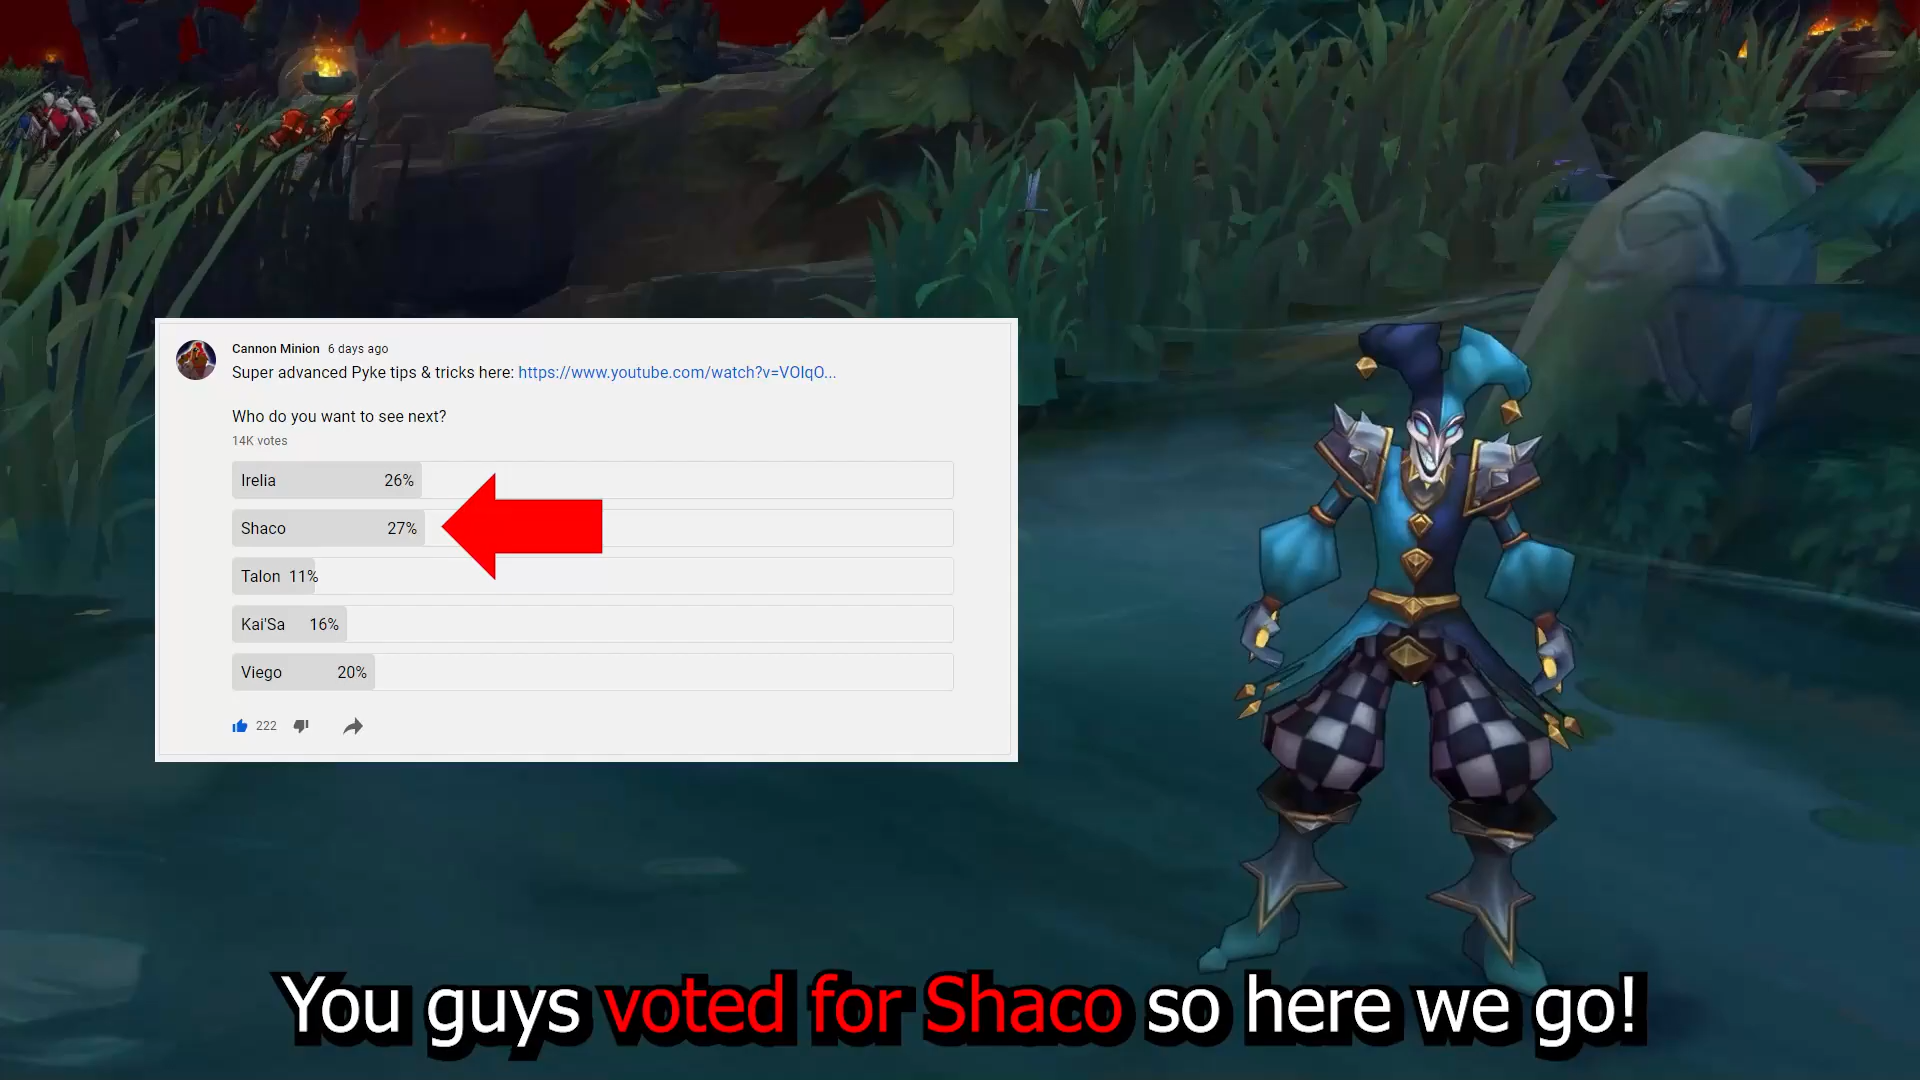 Cannon Minion 6 days ago
Super advanced Pyke tips & tricks here: https://www.youtube.com/watch?v=VOIqO...
Who do you want to see next?
14K votes
Irelia 26%
Shaco 27%
Talon 11%
Kai'Sa 16%
Viego 20%
222
You guys voted for Shaco so here we go!